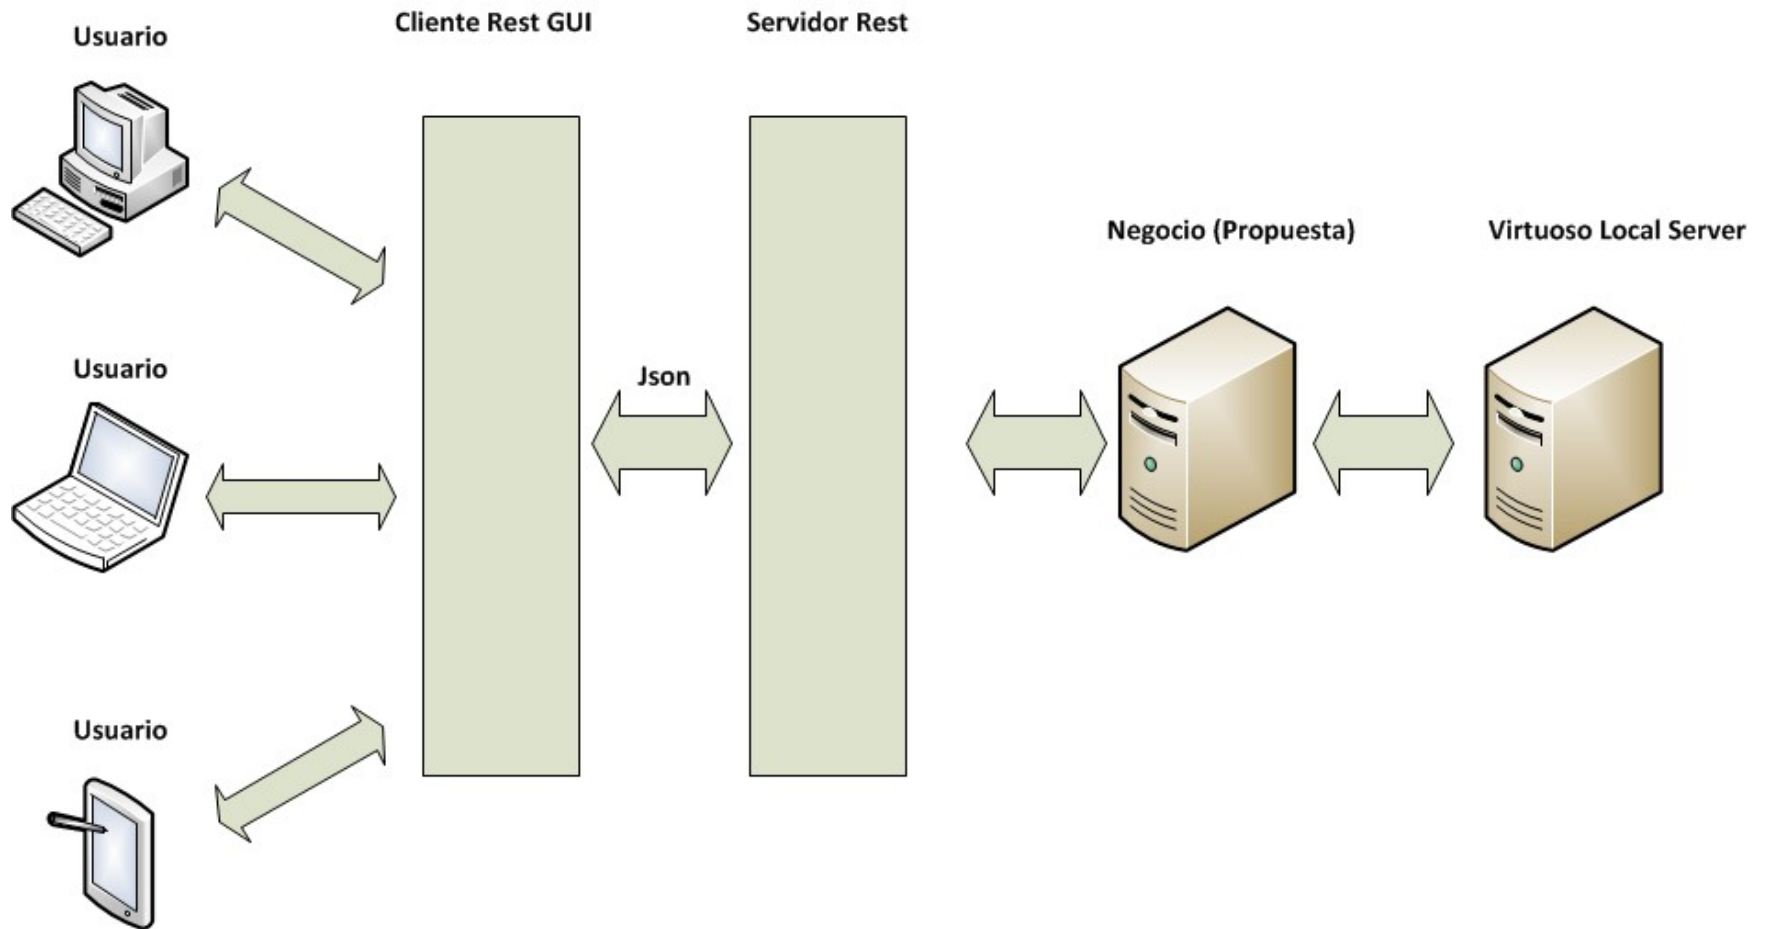 Usuario
Cliente Rest GUI
Servidor Rest
Negocio (Propuesta)
Virtuoso Local Server
Usuario
Json
Usuario